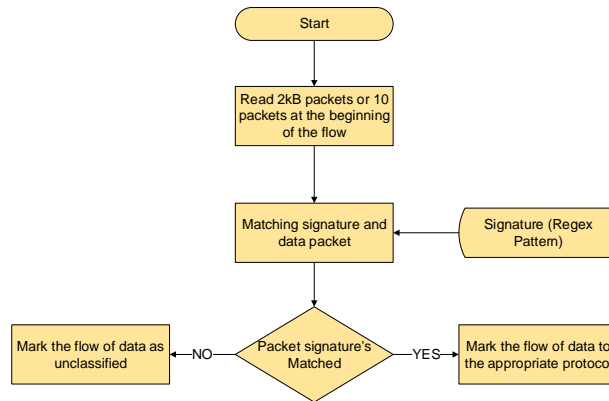 Start
Read 2kB packets or 10
packets at the beginning
of the flow
Matching signature and
data packet
Signature (Regex
Pattern)
Packet signature's
Matched
NO
YES
Mark the flow of data as
unclassified
Mark the flow of data to
the appropriate protocol